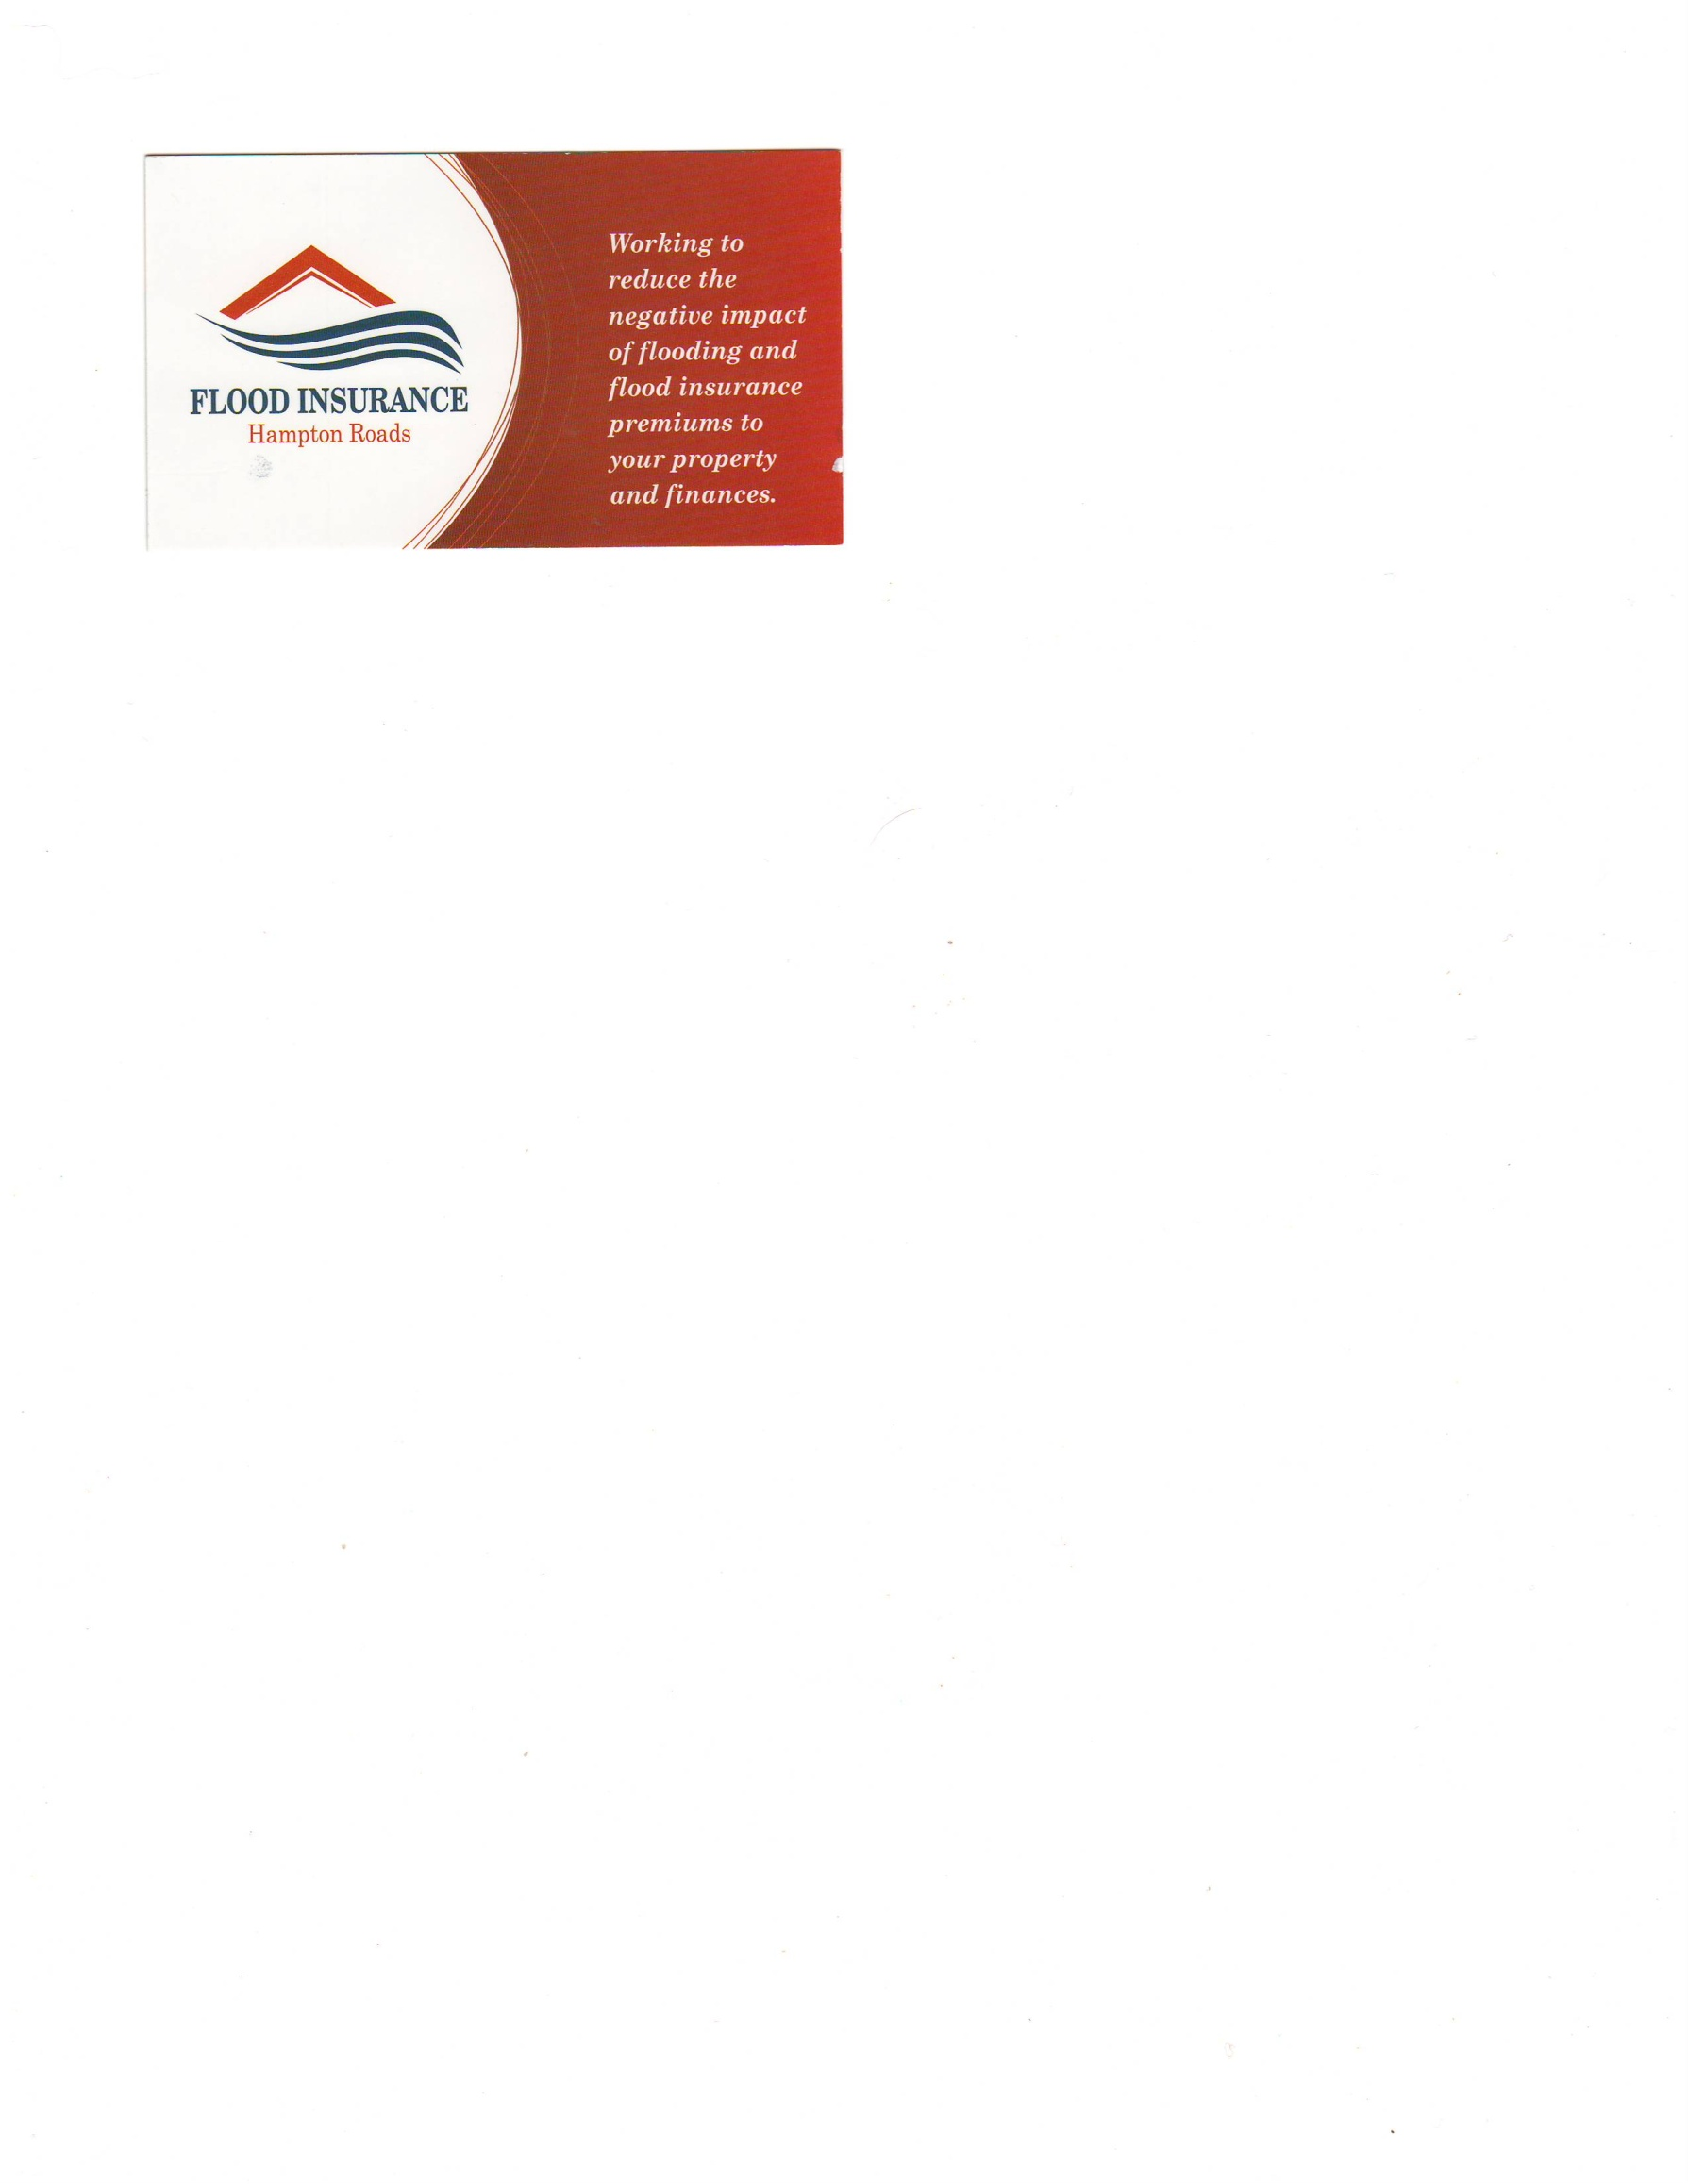 FLOOD INSURANCE
Hampton Roads
Working to
reduce the
negative impact
of flooding and
flood insurance
premiums to
your property
and finances.